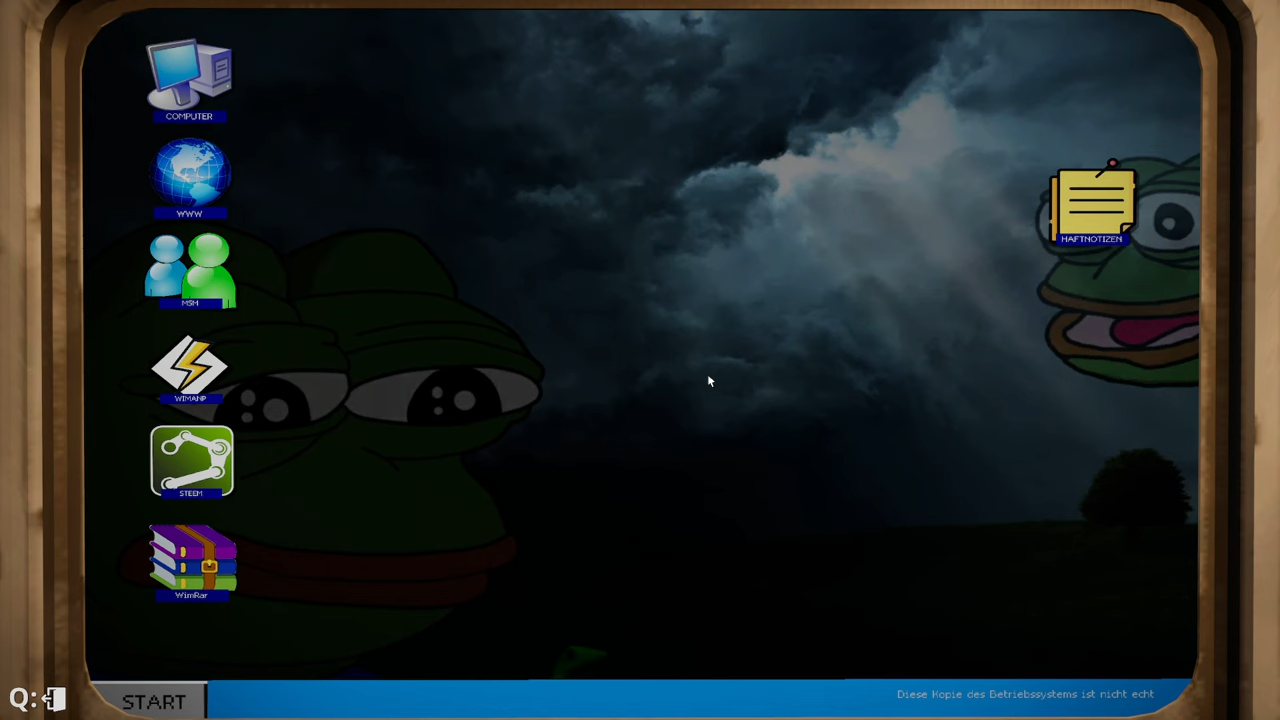 COMPUTER
WWW
MSM
WIMANP
STEEM
WimRar
HAFTNOTIZEN
Q:
START
Diese Kopie des Betriebssystems ist nicht echt